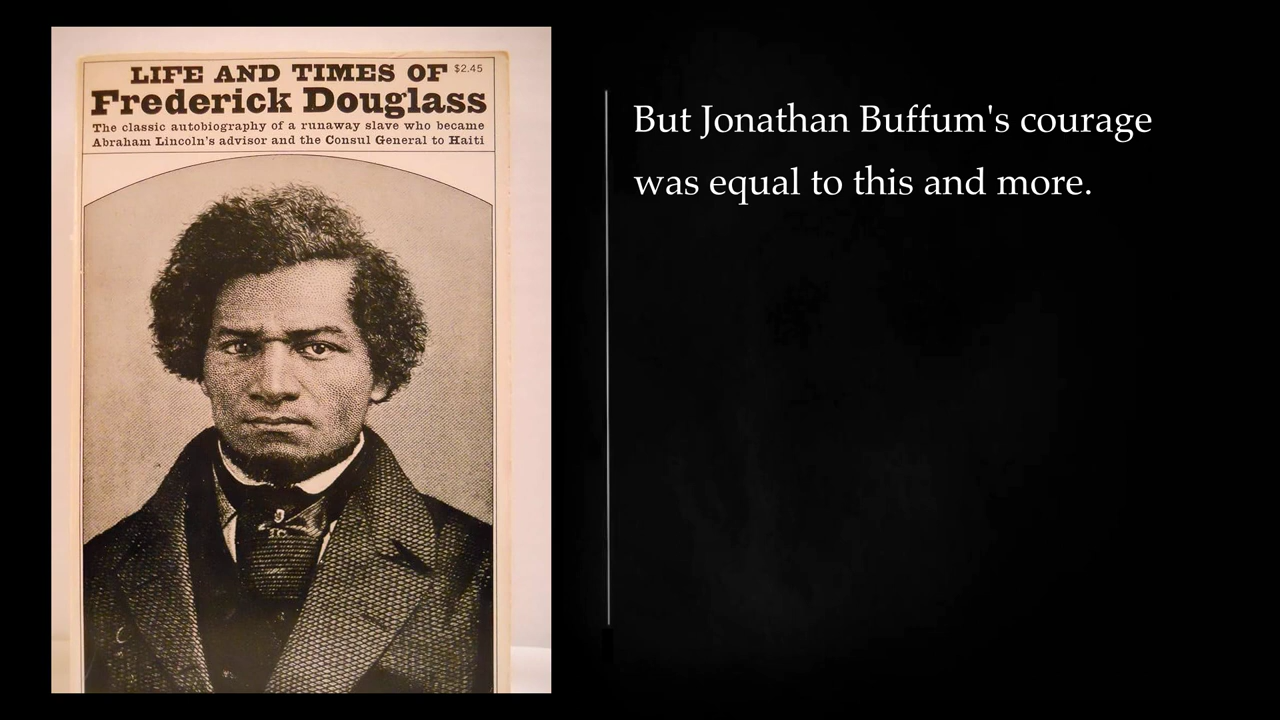 LIFE AND TIMES OF $2.45
Frederick Douglass
The classic autobiography of a runaway slave who became
Abraham Lincoln's advisor and the Consul General to Haiti
But Jonathan Buffum's courage
was equal to this and more.